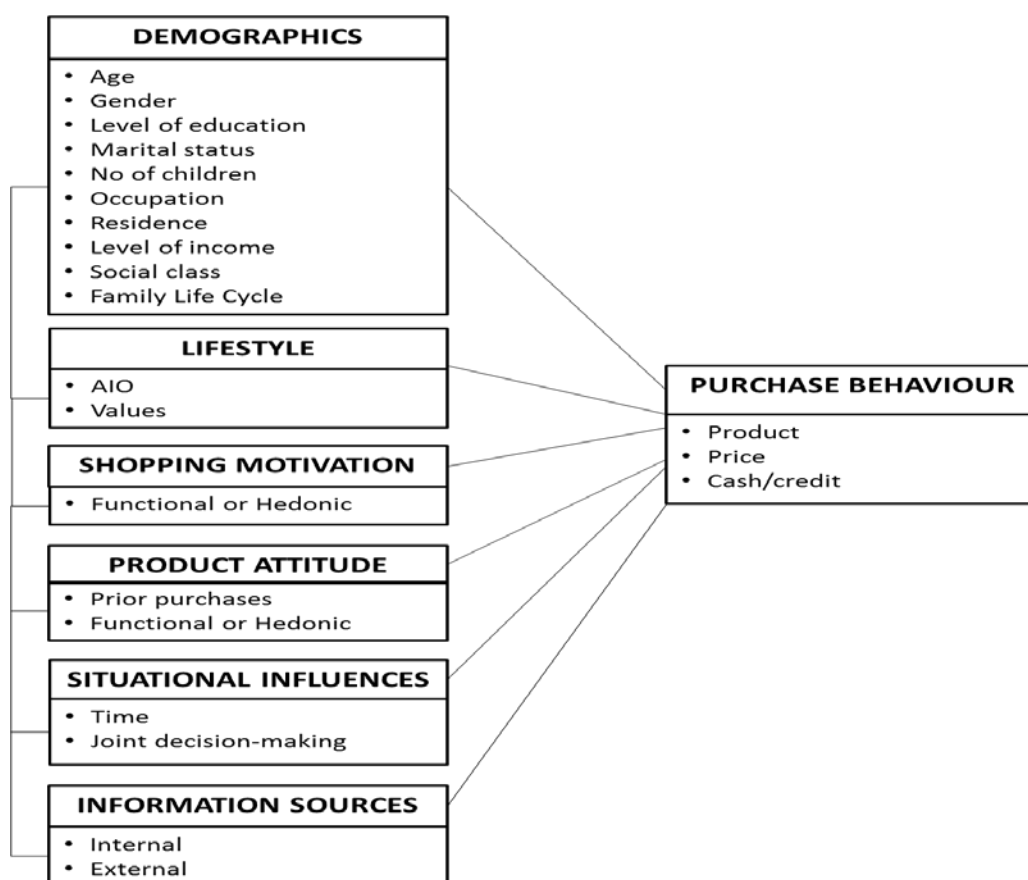 DEMOGRAPHICS
• Age
• Gender
• Level of education
• Marital status
• No of children
• Occupation
• Residence
• Level of income
• Social class
• Family Life Cycle
LIFESTYLE
• AIO
• Values
SHOPPING MOTIVATION
• Functional or Hedonic
PRODUCT ATTITUDE
• Prior purchases
• Functional or Hedonic
SITUATIONAL INFLUENCES
• Time
• Joint decision-making
INFORMATION SOURCES
• Internal
• External
PURCHASE BEHAVIOUR
• Product
• Price
• Cash/credit